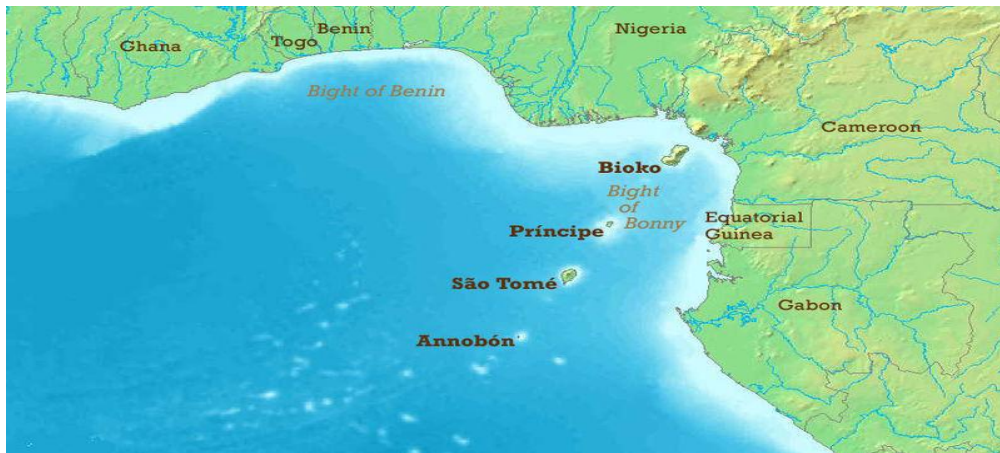 Ghana
Togo
Benin
Nigeria
Bight of Benin
Cameroon
Bioko
Bight
of
Bonny
Príncipe
Equatorial
Guinea
São Tomé
Gabon
Annobón